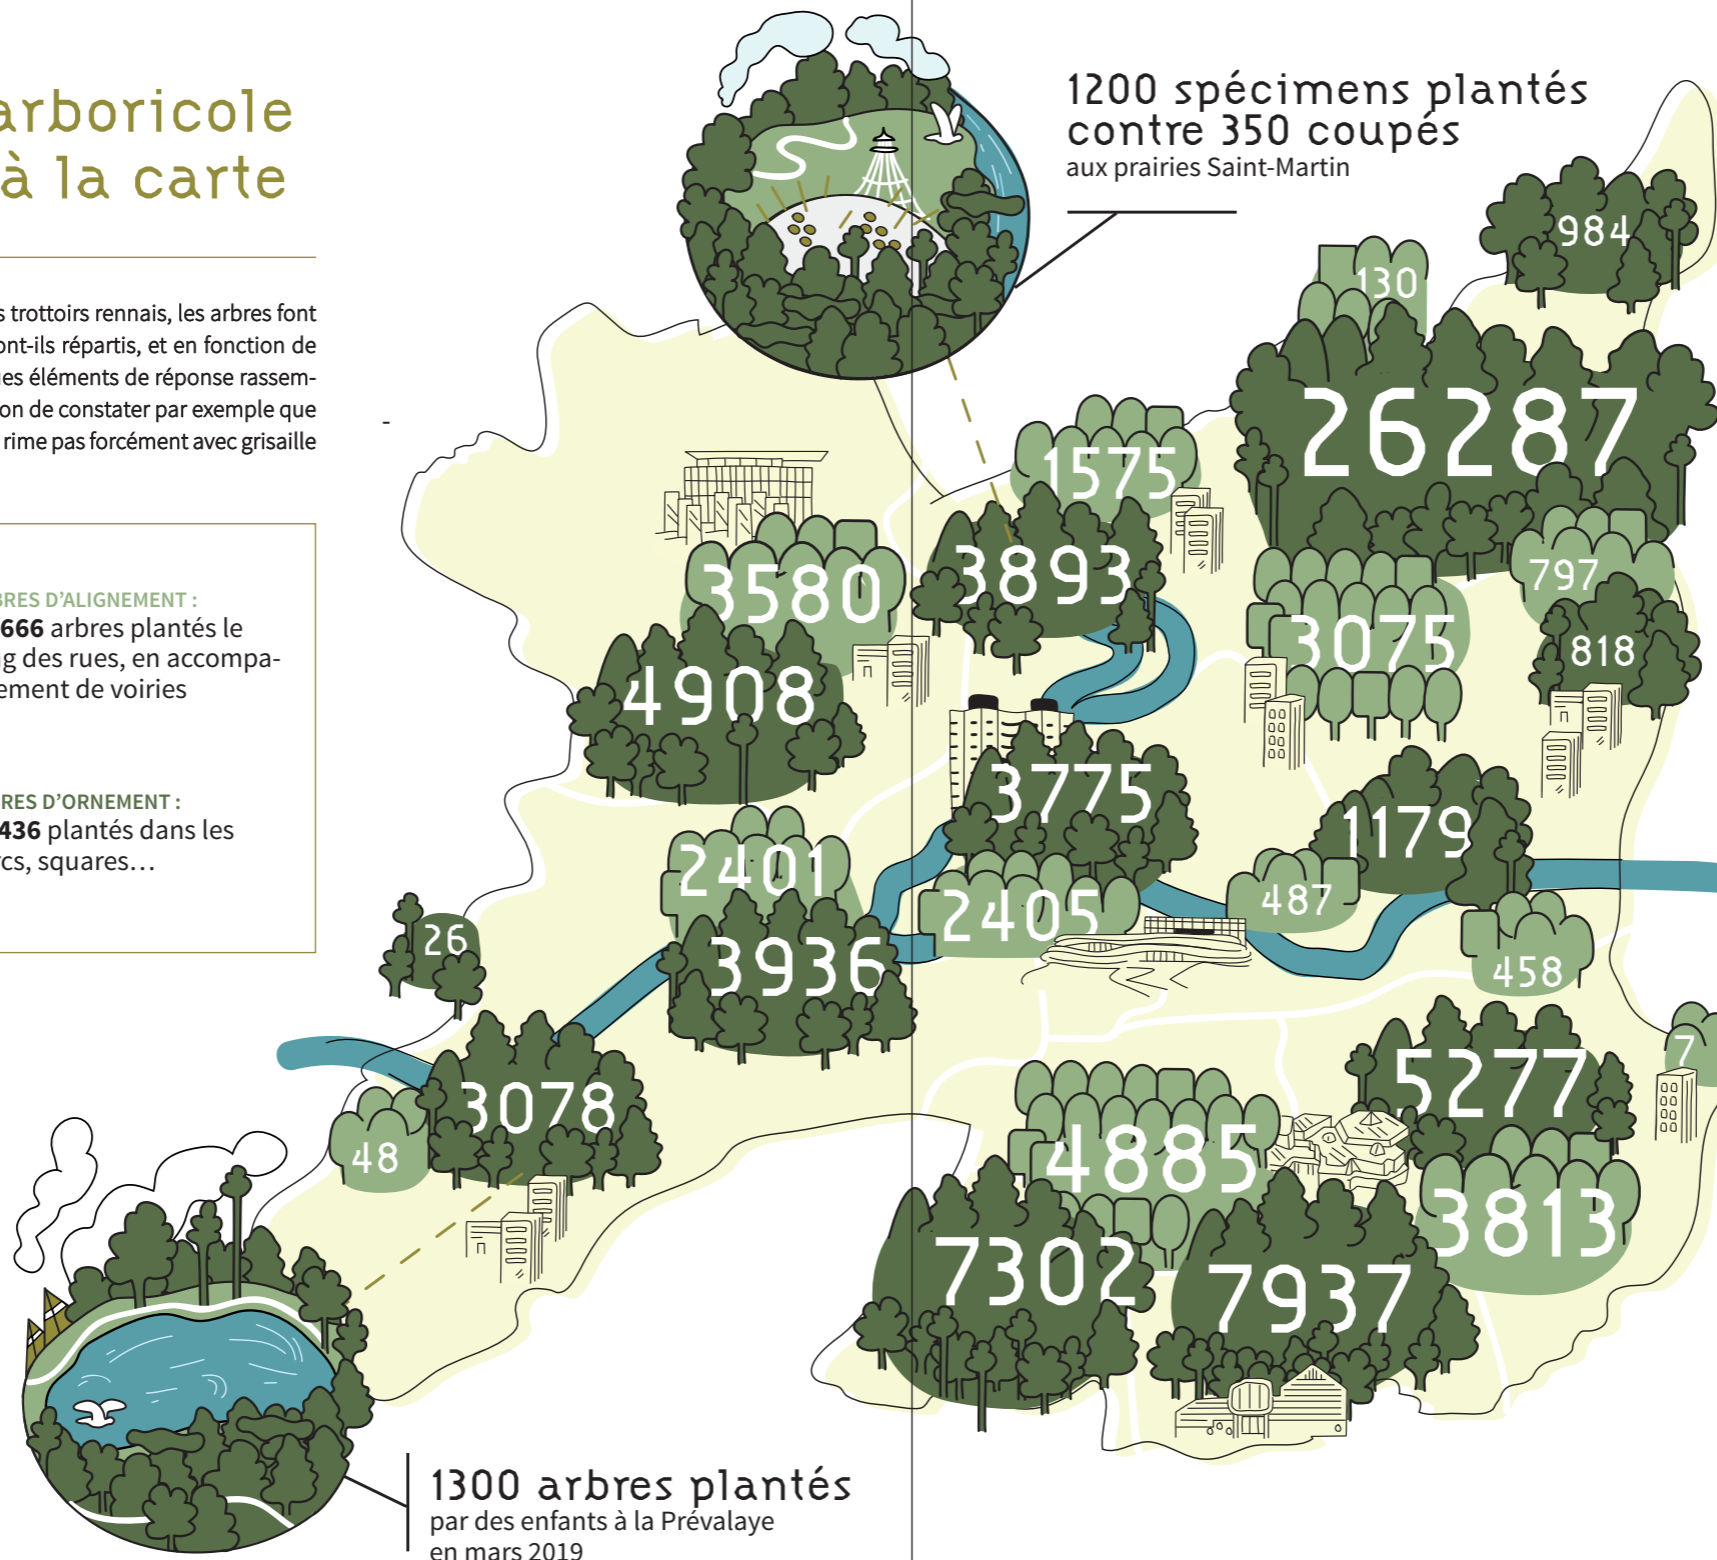 arboricole
à la carte
s trottoirs rennais, les arbres font
ont-ils répartis, et en fonction de
ues éléments de réponse rassem-
on de constater par exemple que
rime pas forcément avec grisaille
-
BRES D'ALIGNEMENT :
666 arbres plantés le
g des rues, en accompa-
ement de voiries
RES D'ORNEMENT :
436 plantés dans les
rcs, squares…
1200 spécimens plantés
contre 350 coupés
aux prairies Saint-Martin
984
130
26287
1575
3893
3580
797
3075
818
4908
3775
1179
2401
487
2405
26
3936
458
7
5277
3078
48
4885
3813
7302
7937
1300 arbres plantés
par des enfants à la Prévalaye
en mars 2019